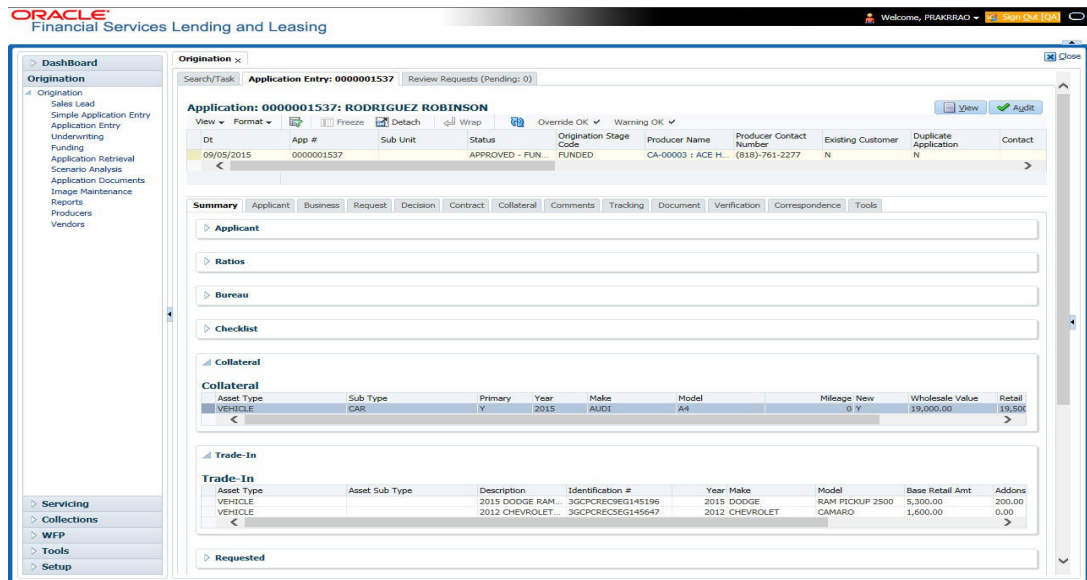 ORACLE
Financial Services Lending and Leasing
Welcome, PRAKRRAO
Sign Out [QA]
Close
DashBoard
Origination
Origination
Sales Lead
Simple Application Entry
Application Entry
Underwriting
Funding
Application Retrieval
Scenario Analysis
Application Documents
Image Maintenance
Reports
Producers
Vendors
Servicing
Collections
WFP
Tools
Setup
Origination
Search/Task Application Entry: 0000001537 Review Requests (Pending: 0)
Application: 0000001537: RODRIGUEZ ROBINSON
View Audit
View Format Freeze Detach Wrap Override OK Warning OK
Dt App # Sub Unit Status Origination Stage Code Producer Name Producer Contact Number Existing Customer Duplicate Application Contact
09/05/2015 0000001537 APPROVED - FUN... FUNDED CA-00003 : ACE H... (818)-761-2277 N N
Summary Applicant Business Request Decision Contract Collateral Comments Tracking Document Verification Correspondence Tools
Applicant
Ratios
Bureau
Checklist
Collateral
Collateral
Asset Type Sub Type Primary Year Make Model Mileage New Wholesale Value Retail
VEHICLE CAR Y 2015 AUDI A4 0 Y 19,000.00 19,500
Trade-In
Trade-In
Asset Type Asset Sub Type Description Identification # Year Make Model Base Retail Amt Addons
VEHICLE 2015 DODGE RAM... 3GCPCREC9EG145196 2015 DODGE RAM PICKUP 2500 5,300.00 200.00
VEHICLE 2012 CHEVROLET... 3GCPCREC5EG145647 2012 CHEVROLET CAMARO 1,600.00 0.00
Requested